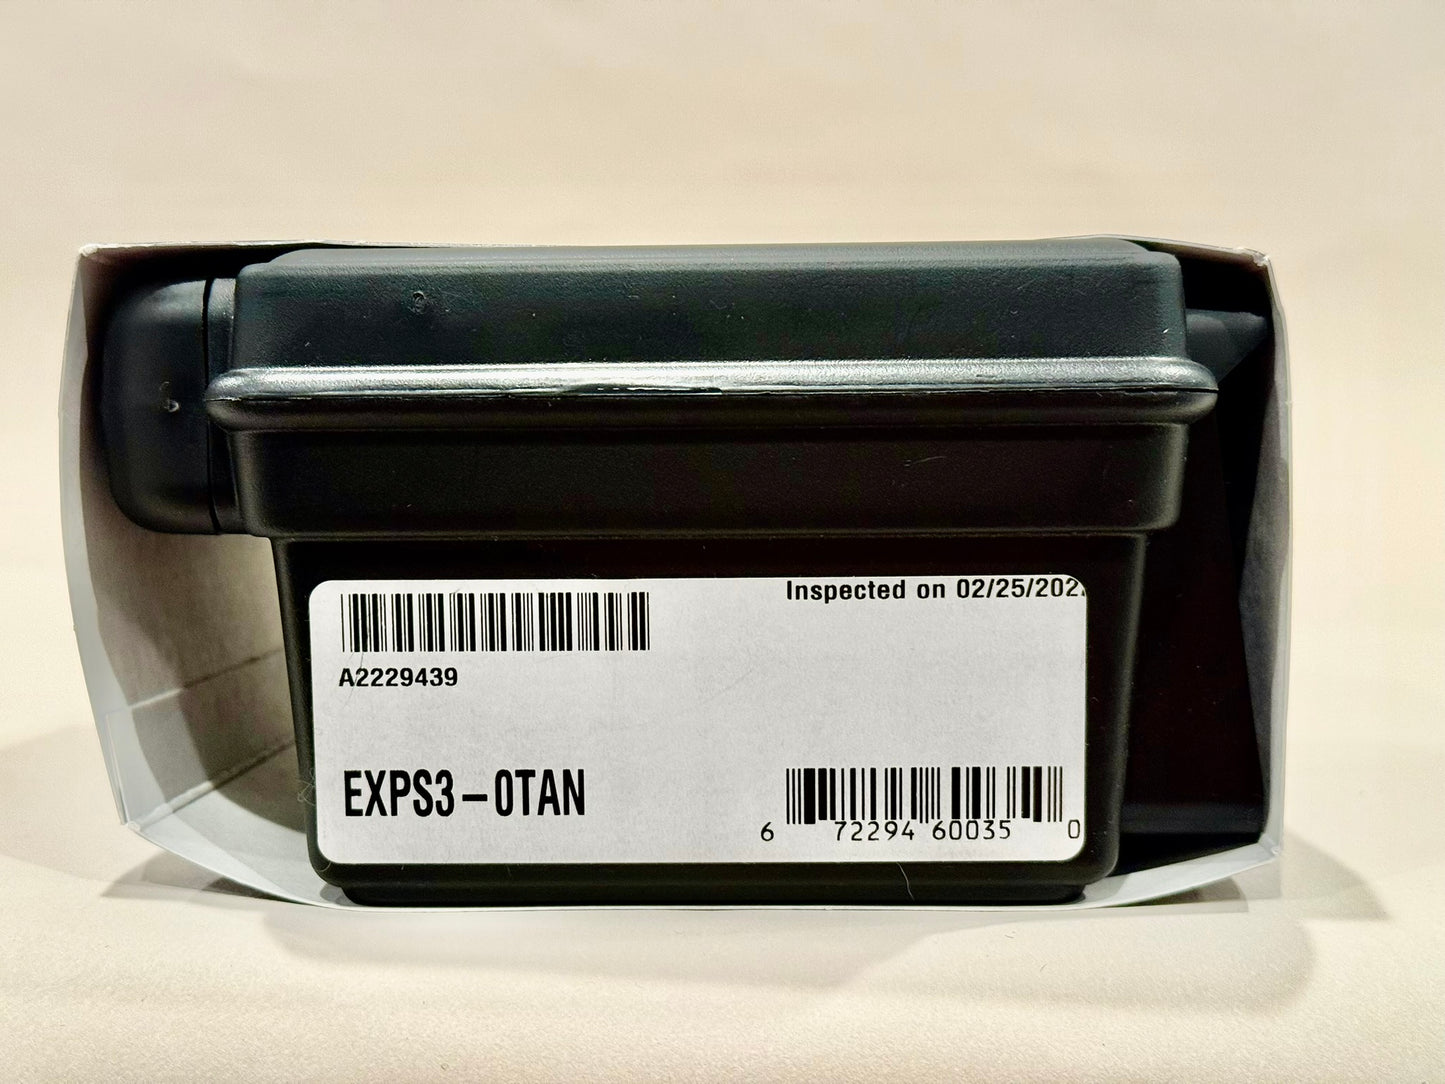 Inspected on 02/25/202
A2229439
EXPS3-0TAN
6 72294 60035 0